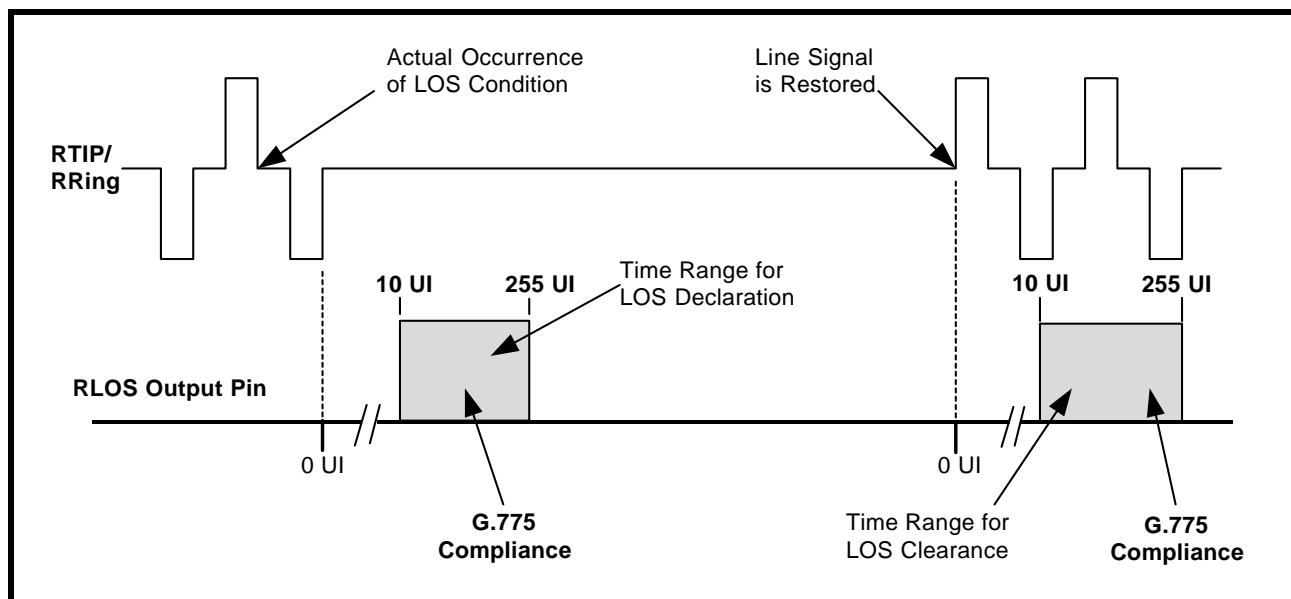 Actual Occurrence
of LOS Condition
Line Signal
is Restored
RTIP/
RRing
Time Range for
LOS Declaration
10 UI
255 UI
10 UI
255 UI
RLOS Output Pin
0 UI
0 UI
G.775
Compliance
Time Range for
LOS Clearance
G.775
Compliance